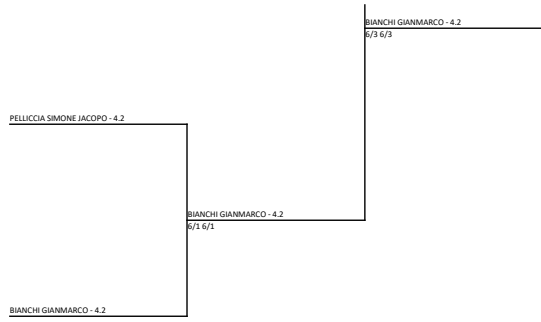 BIANCHI GIANMARCO - 4.2
6/3 6/3
PELLICCIA SIMONE JACOPO - 4.2
BIANCHI GIANMARCO - 4.2
6/1 6/1
BIANCHI GIANMARCO - 4.2